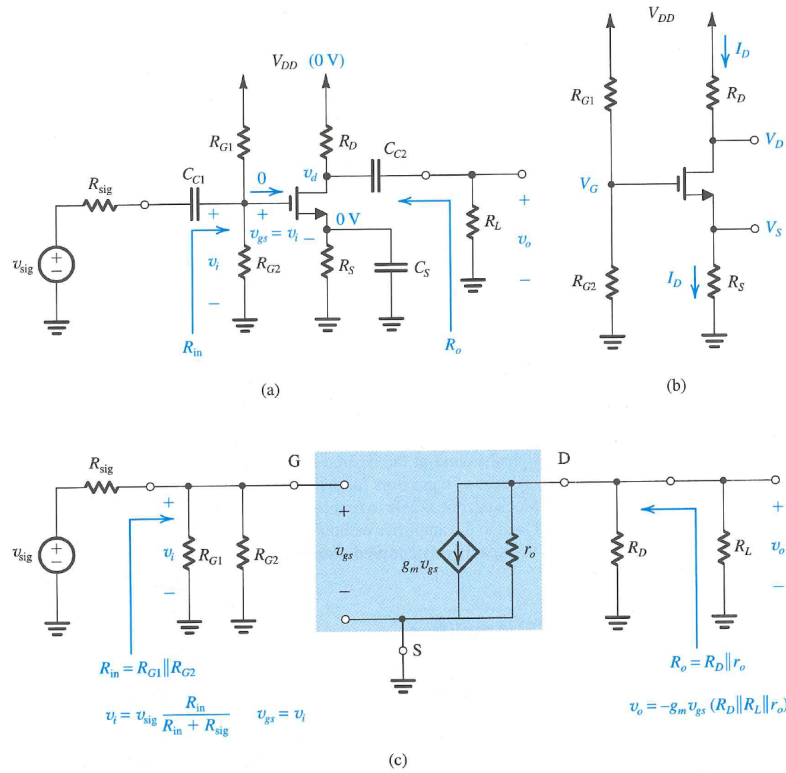 V_DD (0 V)
V_DD
I_D
R_G1
R_D
R_G1
R_D
C_C2
C_C1
R_sig
0
v_d
V_D
V_G
+
+
0 V
R_L
+
v_gs = v_i −
v_o
V_S
+
−
v_sig
v_i
R_G2
R_S
C_S
−
−
R_G2
I_D
R_S
R_in
R_o
(a)
(b)
R_sig
G
D
+
+
+
+
−
v_sig
v_i
R_G1
R_G2
v_gs
g_m v_gs
r_o
R_D
R_L
v_o
−
−
−
S
R_in = R_G1 || R_G2
R_o = R_D || r_o
v_i = v_sig R_in / (R_in + R_sig)   v_gs = v_i
v_o = −g_m v_gs (R_D || R_L || r_o)
(c)